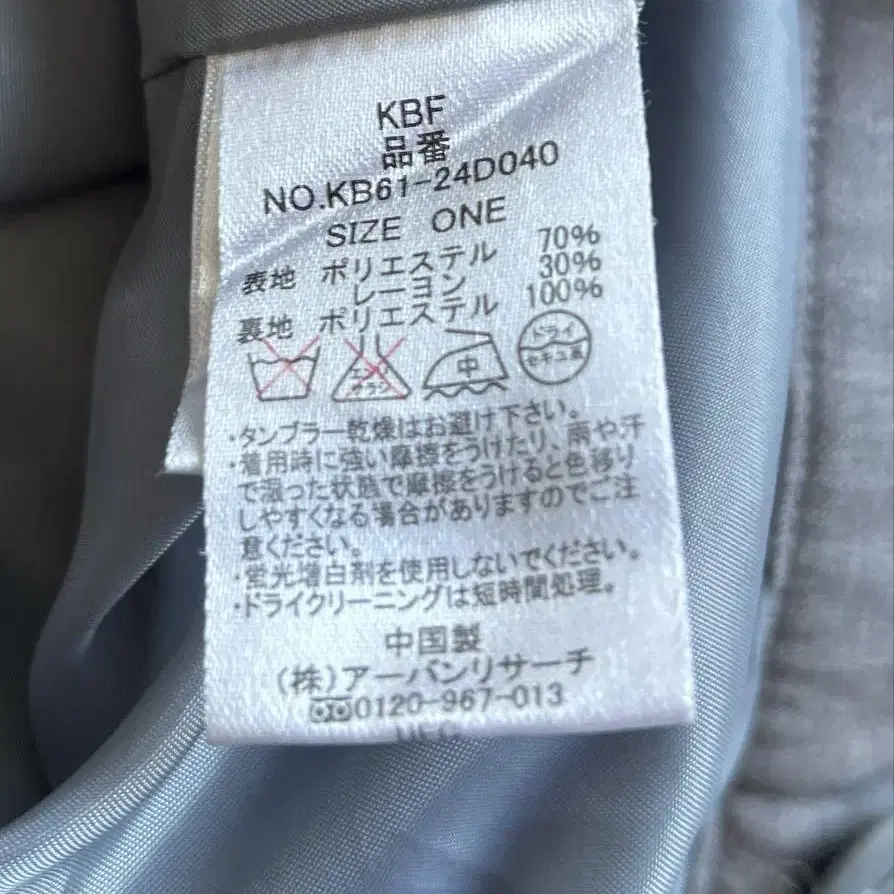 KBF
品番
NO.KB61-24D040
SIZE ONE
表地 ポリエステル 70%
レーヨン 30%
裏地 ポリエステル 100%
エンソ
サラシ
中
ドライ
セキユ系
・タンブラー乾燥はお避け下さい。
・着用時に強い摩擦をうけたり、雨や汗
で湿った状態で摩擦をうけると色移り
しやすくなる場合がありますのでご注
意ください。
・蛍光増白剤を使用しないでください。
・ドライクリーニングは短時間処理。
中国製
(株)アーバンリサーチ
0120-967-013